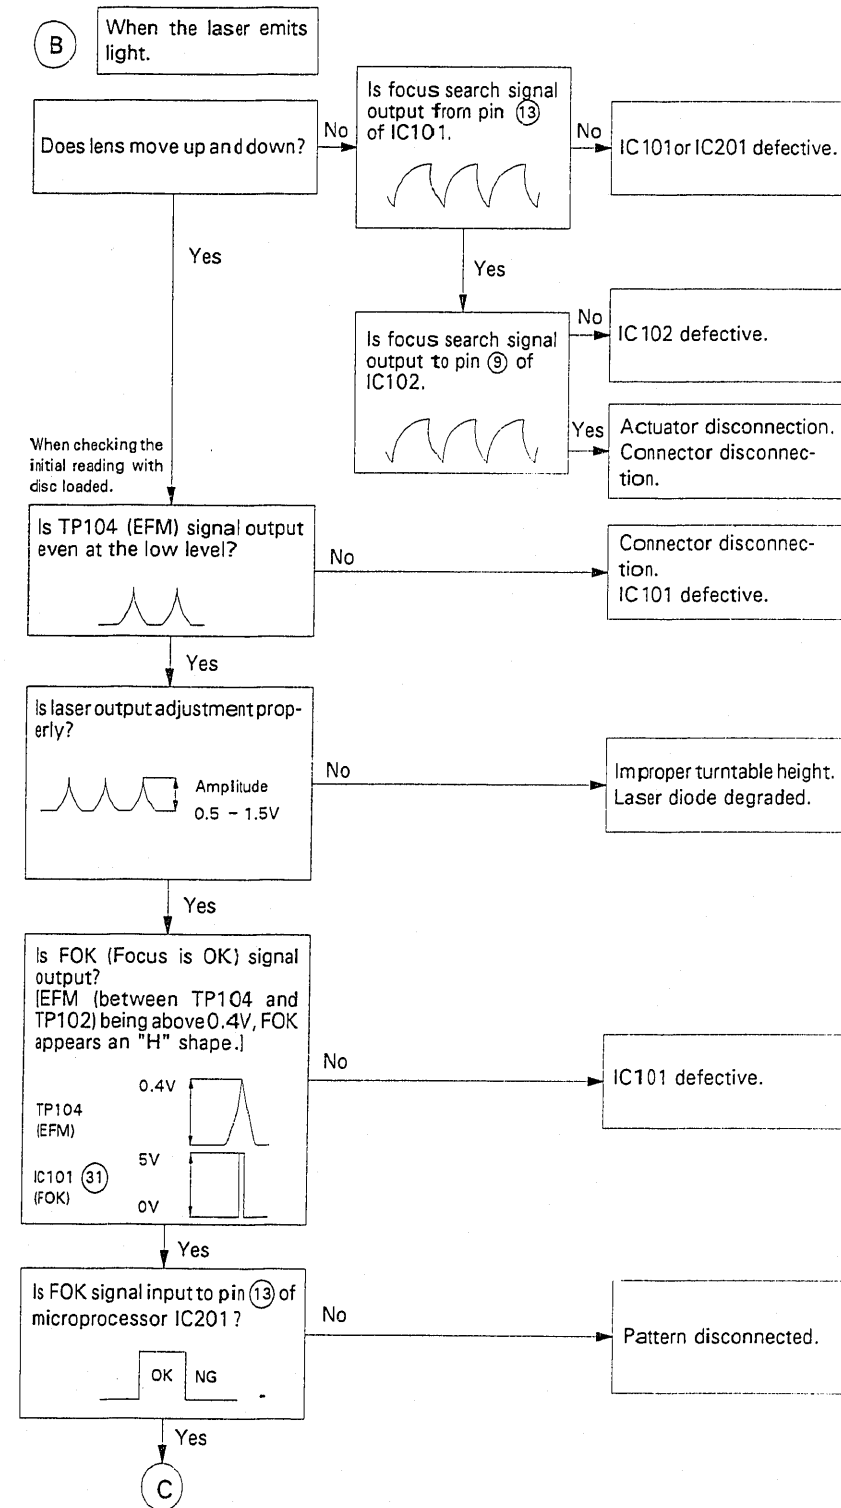 B
When the laser emits
light.
Does lens move up and down?
No
Is focus search signal
output from pin ⑬
of IC101.
No
IC101 or IC201 defective.
Yes
Yes
Is focus search signal
output to pin ⑨ of
IC102.
No
IC102 defective.
Yes
Actuator disconnection.
Connector disconnec-
tion.
When checking the
initial reading with
disc loaded.
Is TP104 (EFM) signal output
even at the low level?
No
Connector disconnec-
tion.
IC101 defective.
Yes
Is laser output adjustment prop-
erly?
Amplitude
0.5 – 1.5V
No
Improper turntable height.
Laser diode degraded.
Yes
Is FOK (Focus is OK) signal
output?
[EFM (between TP104 and
TP102) being above 0.4V, FOK
appears an "H" shape.]
0.4V
TP104
(EFM)
5V
IC101 ㉛
(FOK)
0V
No
IC101 defective.
Yes
Is FOK signal input to pin ⑬ of
microprocessor IC201?
OK NG
No
Pattern disconnected.
Yes
C